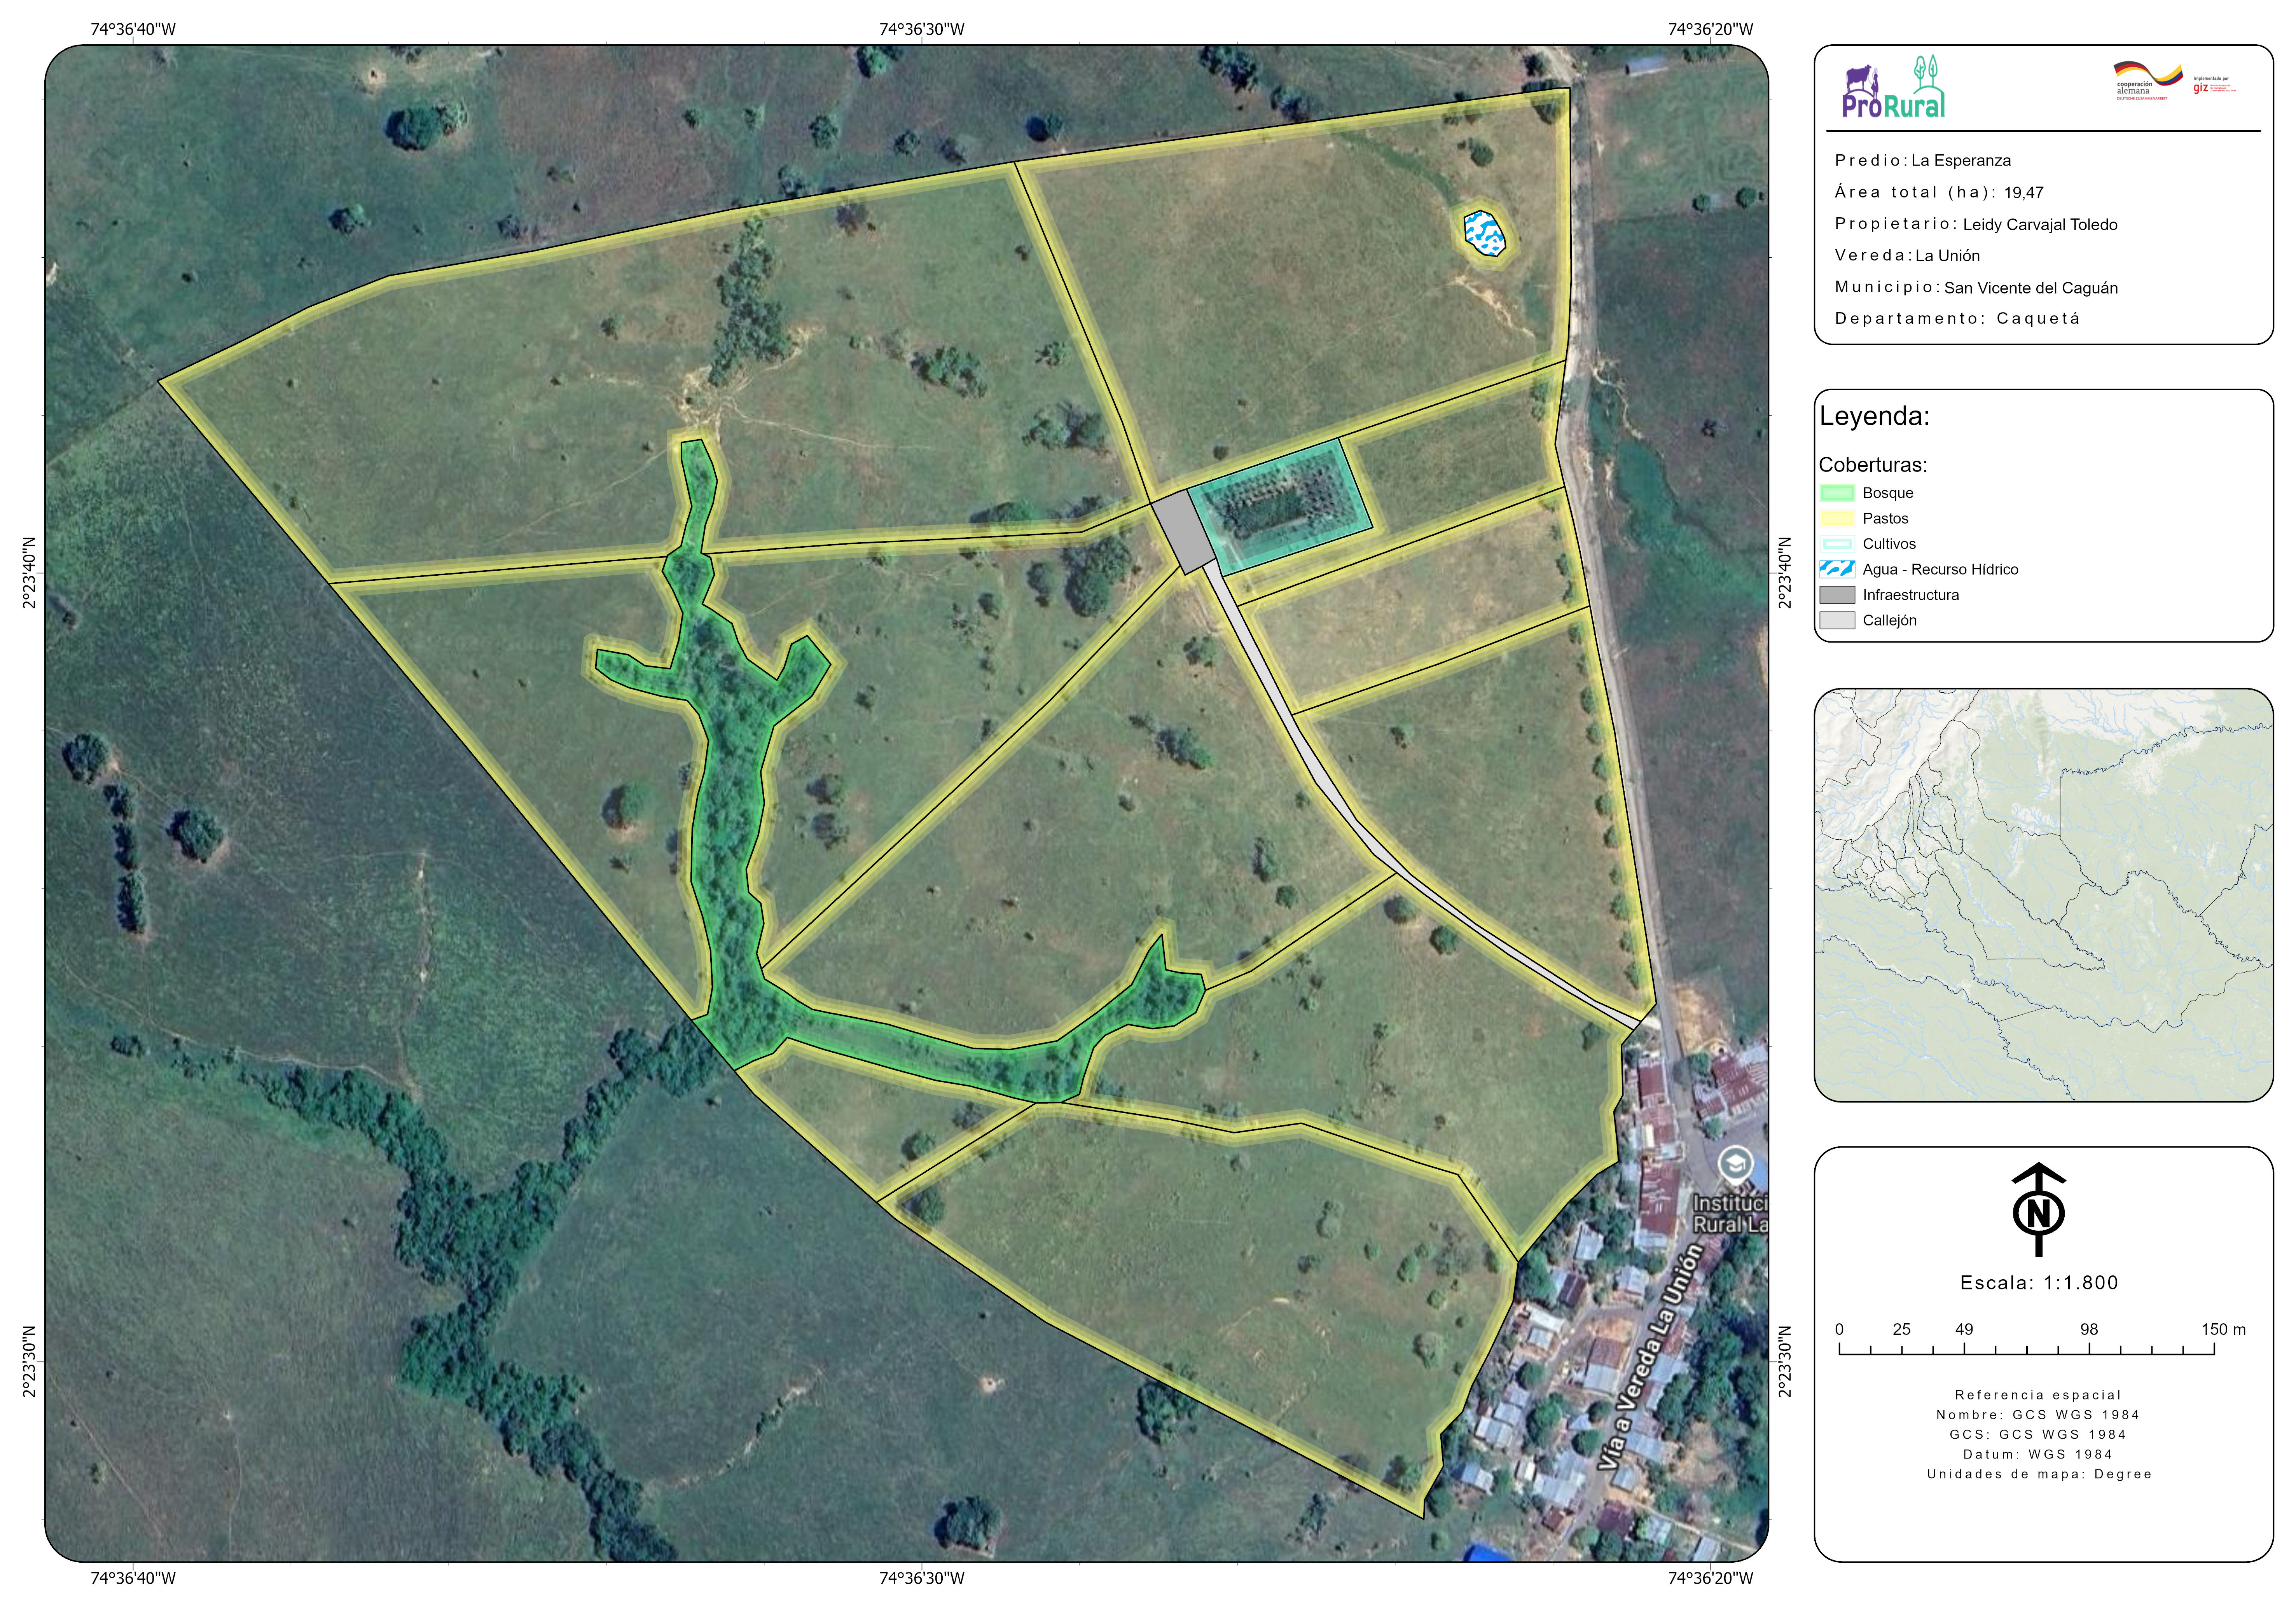 74°36'40"W 74°36'30"W 74°36'20"W
2°23'40"N
2°23'30"N
Instituci
Rural La
Vía a Vereda La Unión
2°23'40"N
2°23'30"N
74°36'40"W 74°36'30"W 74°36'20"W
ProRural
cooperación
alemana
DEUTSCHE ZUSAMMENARBEIT
Implementada por
giz
Predio: La Esperanza
Área total (ha): 19,47
Propietario: Leidy Carvajal Toledo
Vereda: La Unión
Municipio: San Vicente del Caguán
Departamento: Caquetá
Leyenda:
Coberturas:
Bosque
Pastos
Cultivos
Agua - Recurso Hídrico
Infraestructura
Callejón
N
Escala: 1:1.800
0 25 49 98 150 m
Referencia espacial
Nombre: GCS WGS 1984
GCS: GCS WGS 1984
Datum: WGS 1984
Unidades de mapa: Degree